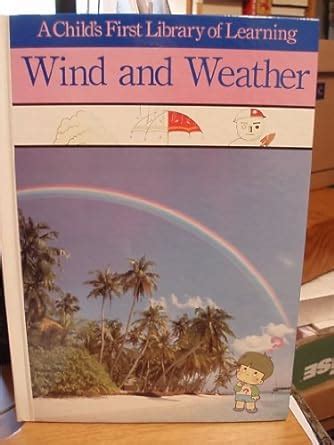 A Child's First Library of Learning
Wind and Weather